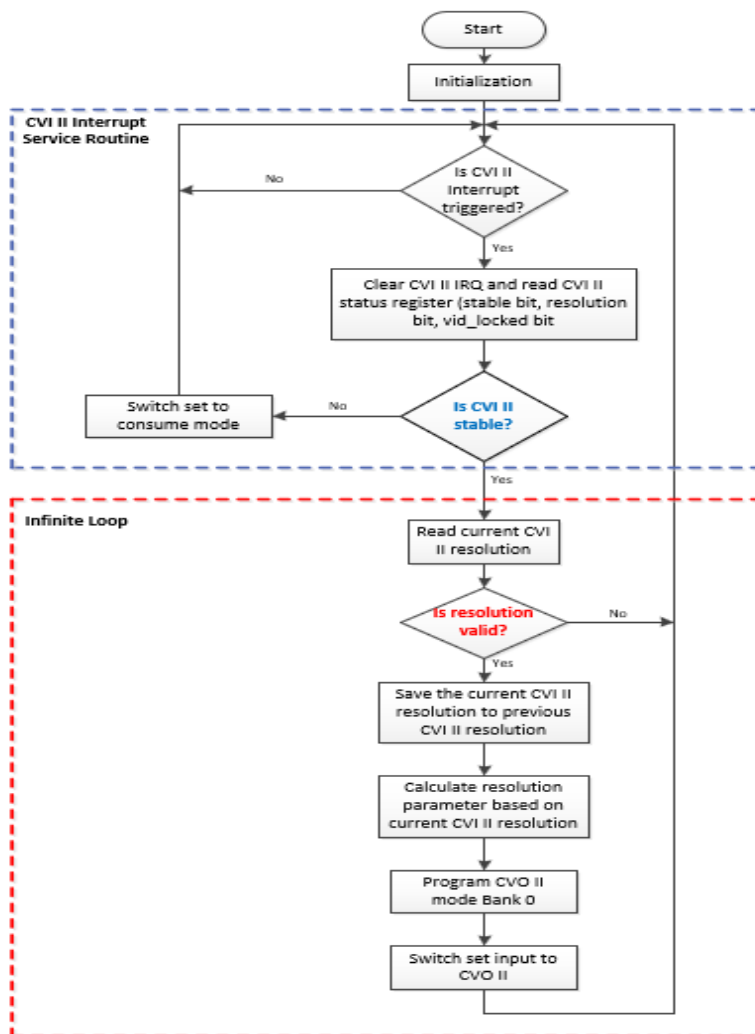 Start
Initialization
CVI II Interrupt
Service Routine
Is CVI II
Interrupt
triggered?
No
Yes
Clear CVI II IRQ and read CVI II
status register (stable bit, resolution
bit, vid_locked bit
Is CVI II
stable?
No
Switch set to
consume mode
Yes
Infinite Loop
Read current CVI
II resolution
Is resolution
valid?
No
Yes
Save the current CVI II
resolution to previous
CVI II resolution
Calculate resolution
parameter based on
current CVI II resolution
Program CVO II
mode Bank 0
Switch set input to
CVO II